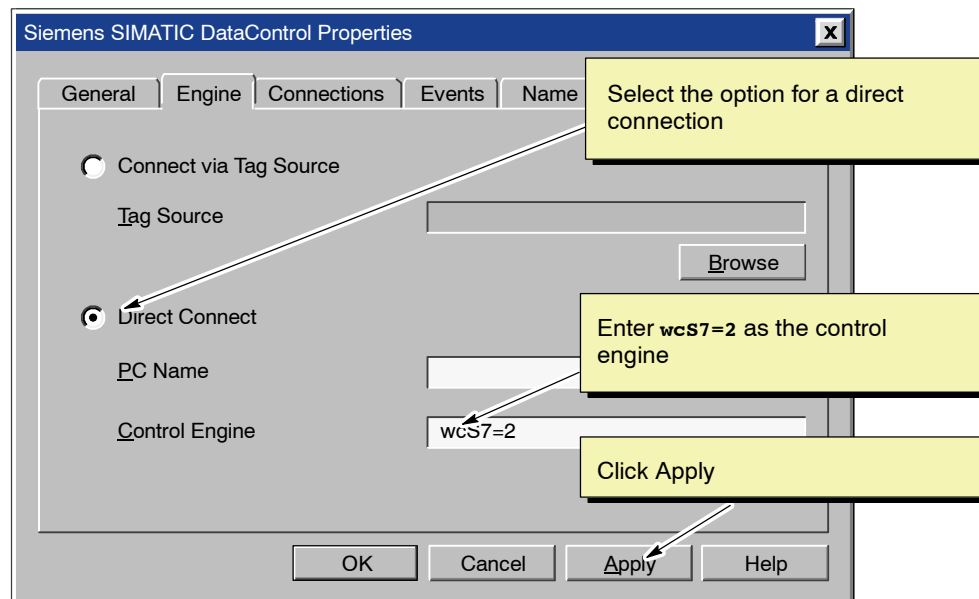 Siemens SIMATIC DataControl Properties
X
General
Engine
Connections
Events
Name
Select the option for a direct
connection
Connect via Tag Source
Tag Source
Browse
Direct Connect
Enter wcS7=2 as the control
engine
PC Name
Control Engine
wcS7=2
Click Apply
OK
Cancel
Apply
Help